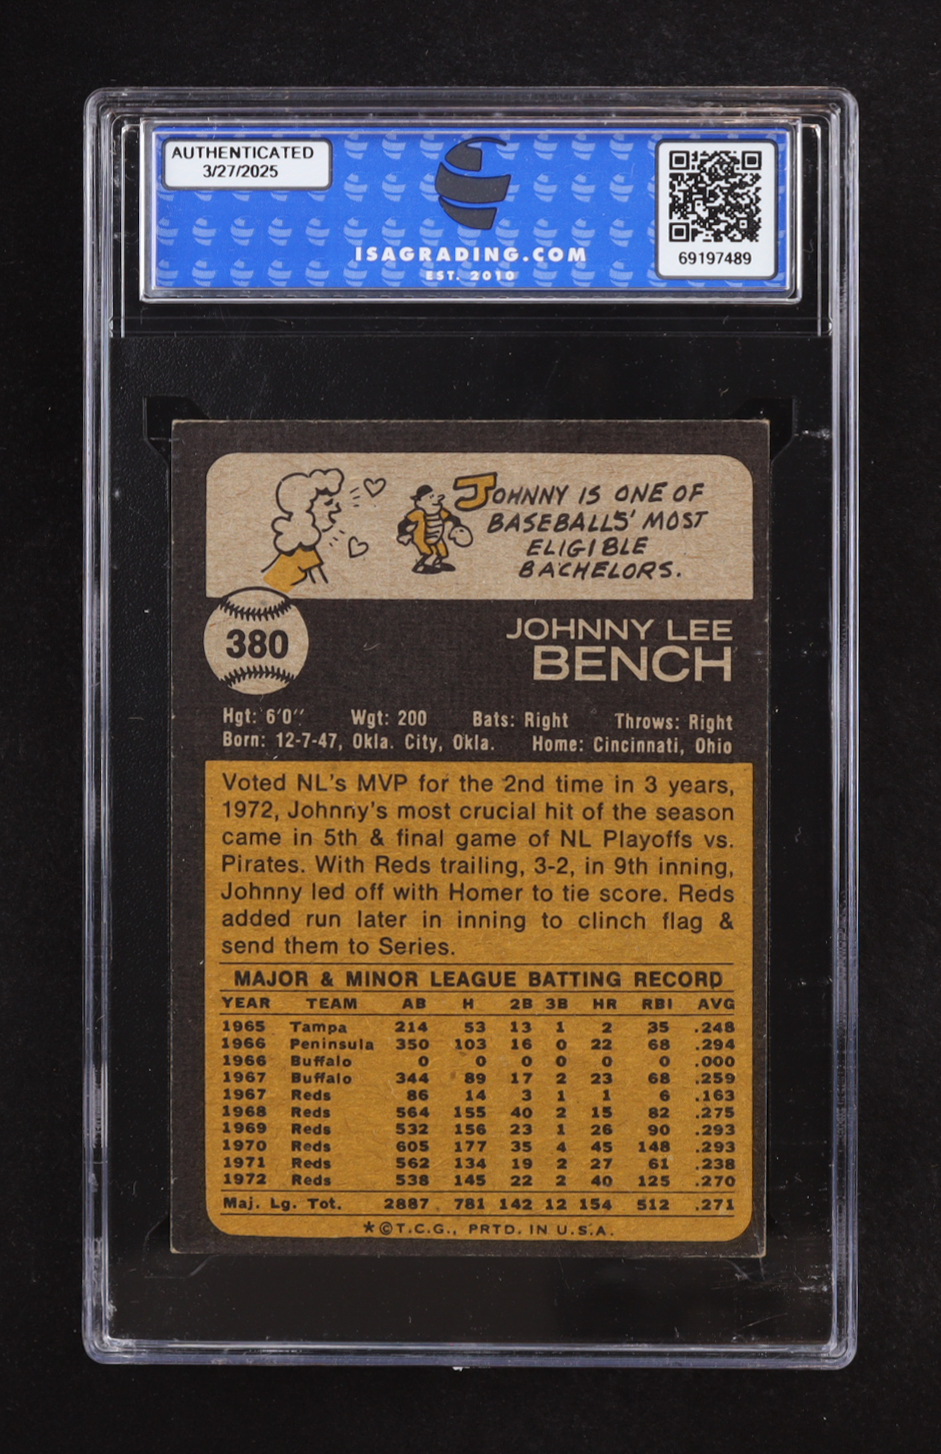 AUTHENTICATED
3/27/2025
ISAGRADING.COM
EST. 2010
69197489
JOHNNY IS ONE OF
BASEBALLS' MOST
ELIGIBLE
BACHELORS.
380
JOHNNY LEE
BENCH
Hgt: 6'0" Wgt: 200 Bats: Right Throws: Right
Born: 12-7-47, Okla. City, Okla. Home: Cincinnati, Ohio
Voted NL's MVP for the 2nd time in 3 years,
1972, Johnny's most crucial hit of the season
came in 5th & final game of NL Playoffs vs.
Pirates. With Reds trailing, 3-2, in 9th inning,
Johnny led off with Homer to tie score. Reds
added run later in inning to clinch flag &
send them to Series.
MAJOR & MINOR LEAGUE BATTING RECORD
YEAR TEAM AB H 2B 3B HR RBI AVG
1965 Tampa 214 53 13 1 2 35 .248
1966 Peninsula 350 103 16 0 22 68 .294
1966 Buffalo 0 0 0 0 0 0 .000
1967 Buffalo 344 89 17 2 23 68 .259
1967 Reds 86 14 3 1 1 6 .163
1968 Reds 564 155 40 2 15 82 .275
1969 Reds 532 156 23 1 26 90 .293
1970 Reds 605 177 35 4 45 148 .293
1971 Reds 562 134 19 2 27 61 .238
1972 Reds 538 145 22 2 40 125 .270
Maj. Lg. Tot. 2887 781 142 12 154 512 .271
*©T.C.G., PRTD. IN U.S.A.